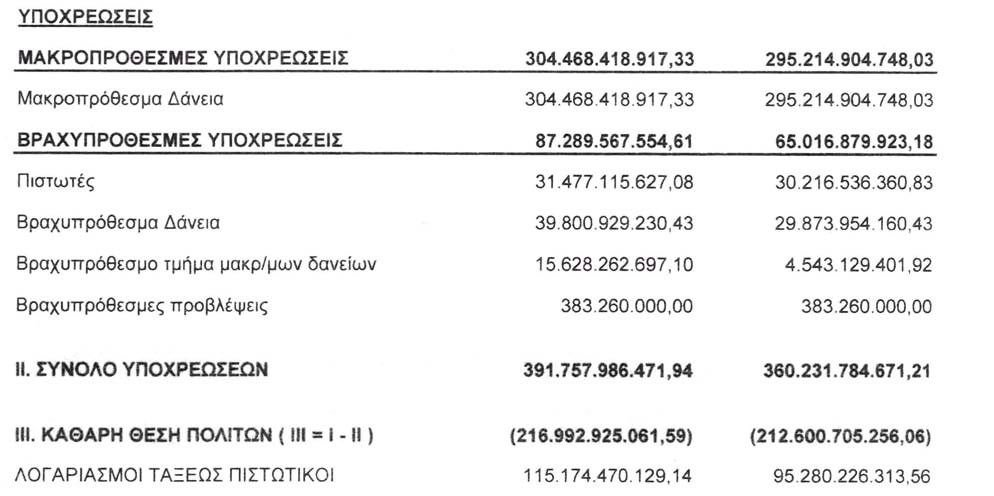 ΥΠΟΧΡΕΩΣΕΙΣ
ΜΑΚΡΟΠΡΟΘΕΣΜΕΣ ΥΠΟΧΡΕΩΣΕΙΣ 304.468.418.917,33 295.214.904.748,03
Μακροπρόθεσμα Δάνεια 304.468.418.917,33 295.214.904.748,03
ΒΡΑΧΥΠΡΟΘΕΣΜΕΣ ΥΠΟΧΡΕΩΣΕΙΣ 87.289.567.554,61 65.016.879.923,18
Πιστωτές 31.477.115.627,08 30.216.536.360,83
Βραχυπρόθεσμα Δάνεια 39.800.929.230,43 29.873.954.160,43
Βραχυπρόθεσμο τμήμα μακρ/μων δανείων 15.628.262.697,10 4.543.129.401,92
Βραχυπρόθεσμες προβλέψεις 383.260.000,00 383.260.000,00
II. ΣΥΝΟΛΟ ΥΠΟΧΡΕΩΣΕΩΝ 391.757.986.471,94 360.231.784.671,21
III. ΚΑΘΑΡΗ ΘΕΣΗ ΠΟΛΙΤΩΝ ( III = I - II ) (216.992.925.061,59) (212.600.705.256,06)
ΛΟΓΑΡΙΑΣΜΟΙ ΤΑΞΕΩΣ ΠΙΣΤΩΤΙΚΟΙ 115.174.470.129,14 95.280.226.313,56